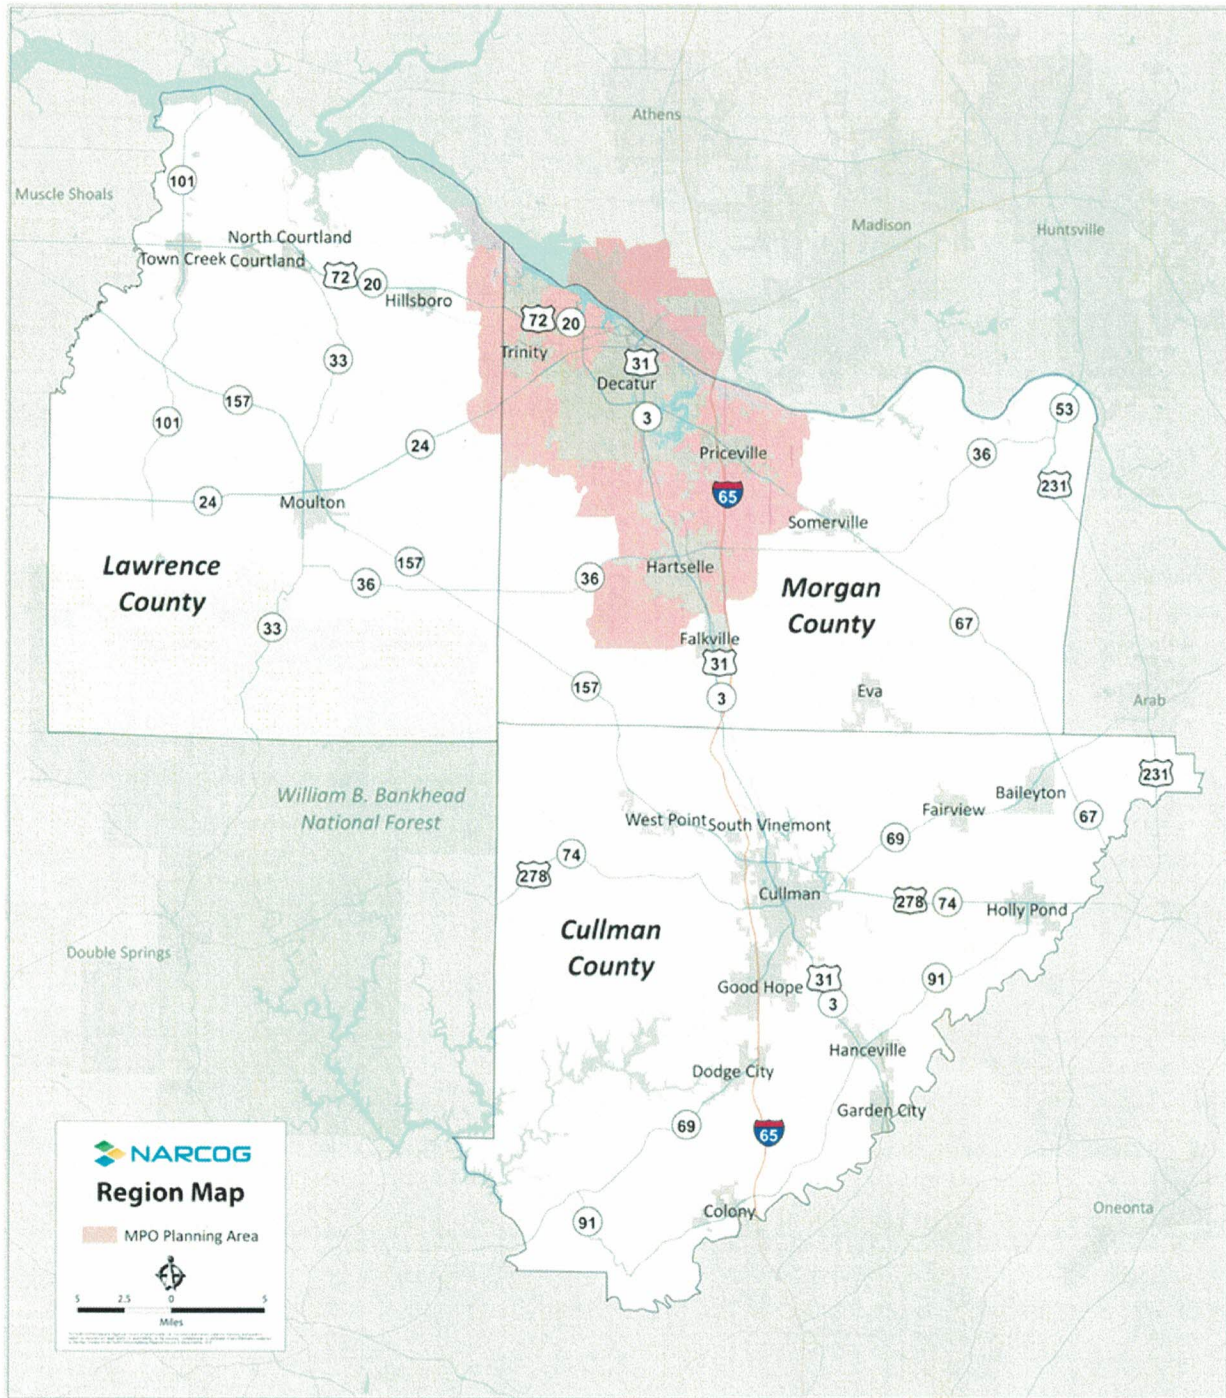 Athens
Muscle Shoals
101
Madison
Huntsville
North Courtland
Town Creek
Courtland
72
20
Hillsboro
72
20
Trinity
31
33
Decatur
157
101
3
53
24
36
Priceville
65
231
24
Moulton
Somerville
Lawrence
County
157
36
36
Hartselle
Morgan
County
33
67
Falkville
31
157
3
Eva
Arab
231
William B. Bankhead
National Forest
West Point
South Vinemont
Fairview
Baileyton
69
67
278
74
Cullman
278
74
Holly Pond
Cullman
County
Double Springs
Good Hope
31
3
91
Hanceville
Dodge City
Garden City
69
65
Colony
91
Oneonta
NARCOG
Region Map
MPO Planning Area
5
2.5
0
5
Miles